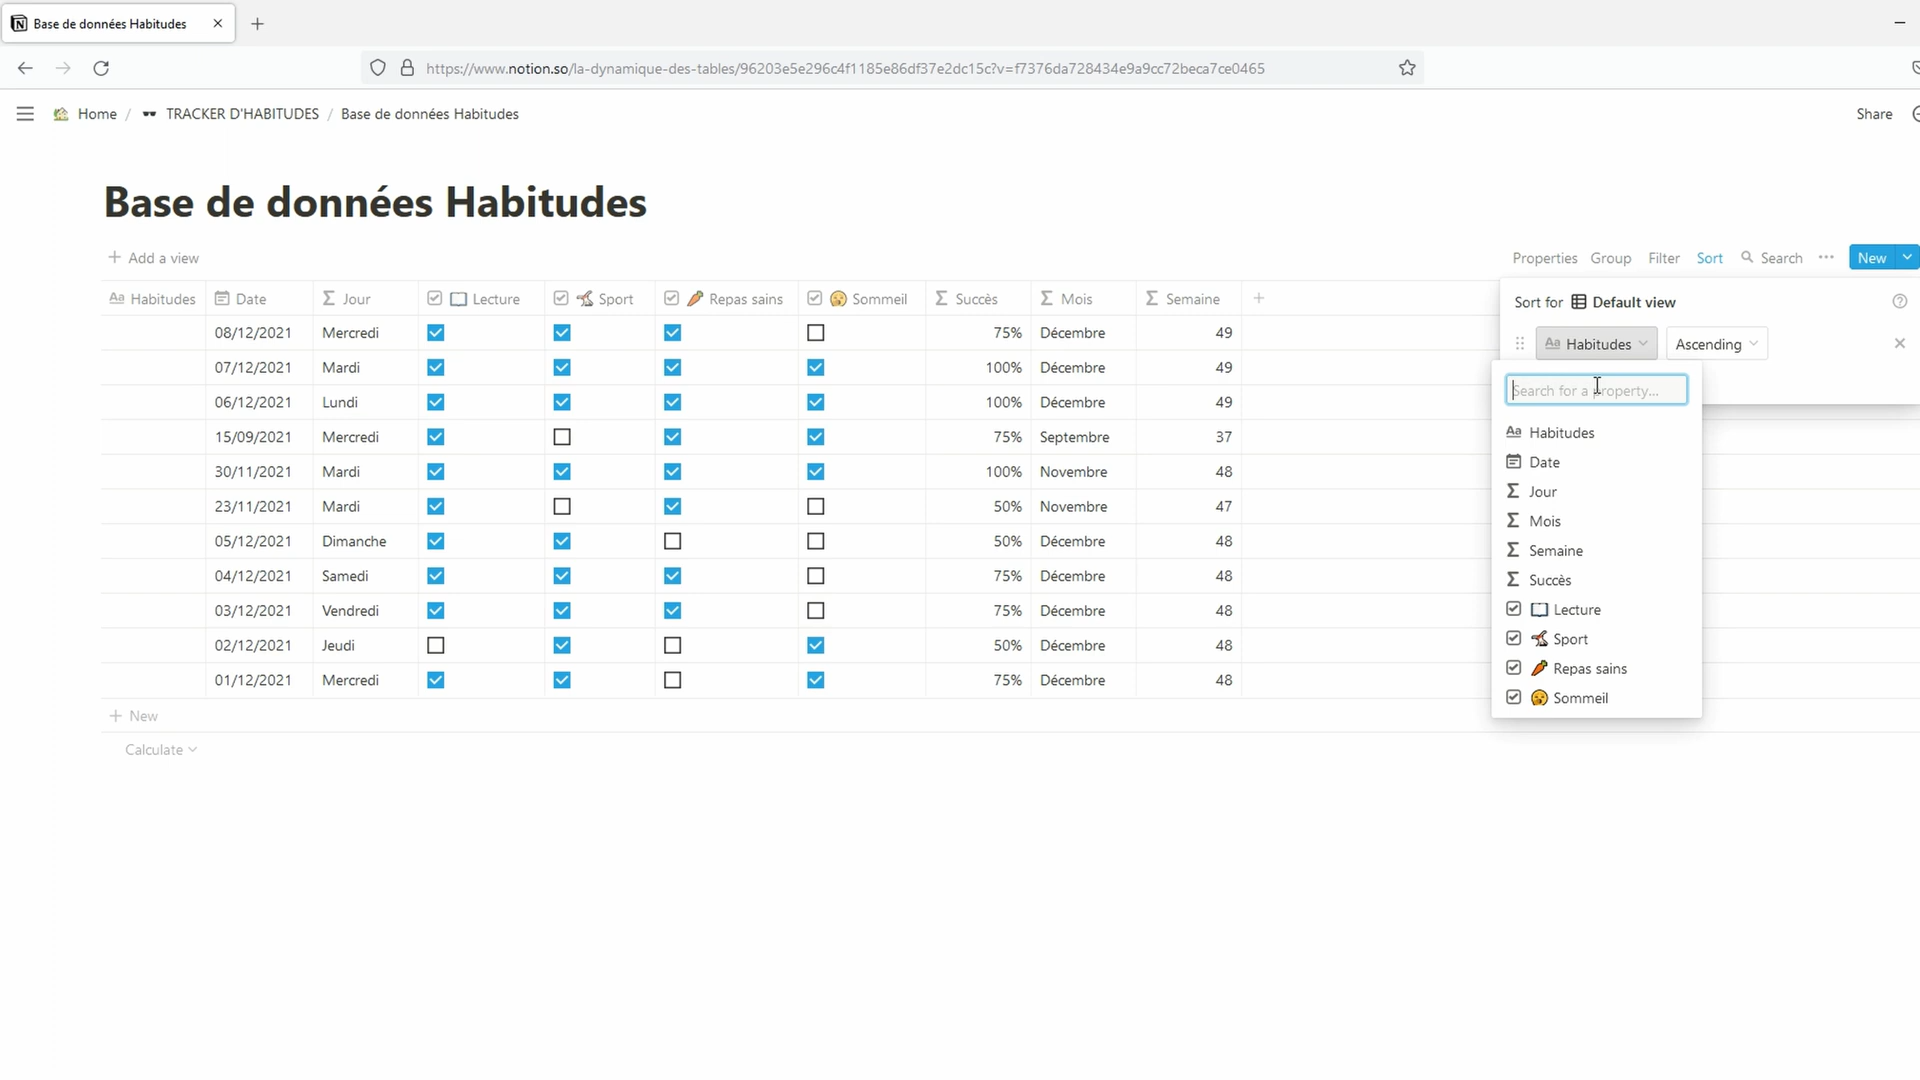 Base de données Habitudes
https://www.notion.so/la-dynamique-des-tables/96203e5e296c4f1185e86df37e2dc15c?v=f7376da728434e9a9cc72beca7ce0465
Home / TRACKER D'HABITUDES / Base de données Habitudes
Share
Base de données Habitudes
Add a view
Properties Group Filter Sort Search New
Aa Habitudes Date Σ Jour Lecture Sport Repas sains Sommeil Σ Succès Σ Mois Σ Semaine
08/12/2021 Mercredi 75% Décembre 49
07/12/2021 Mardi 100% Décembre 49
06/12/2021 Lundi 100% Décembre 49
15/09/2021 Mercredi 75% Septembre 37
30/11/2021 Mardi 100% Novembre 48
23/11/2021 Mardi 50% Novembre 47
05/12/2021 Dimanche 50% Décembre 48
04/12/2021 Samedi 75% Décembre 48
03/12/2021 Vendredi 75% Décembre 48
02/12/2021 Jeudi 50% Décembre 48
01/12/2021 Mercredi 75% Décembre 48
New
Calculate
Sort for Default view
Aa Habitudes Ascending
Search for a property...
Aa Habitudes
Date
Σ Jour
Σ Mois
Σ Semaine
Σ Succès
Lecture
Sport
Repas sains
Sommeil